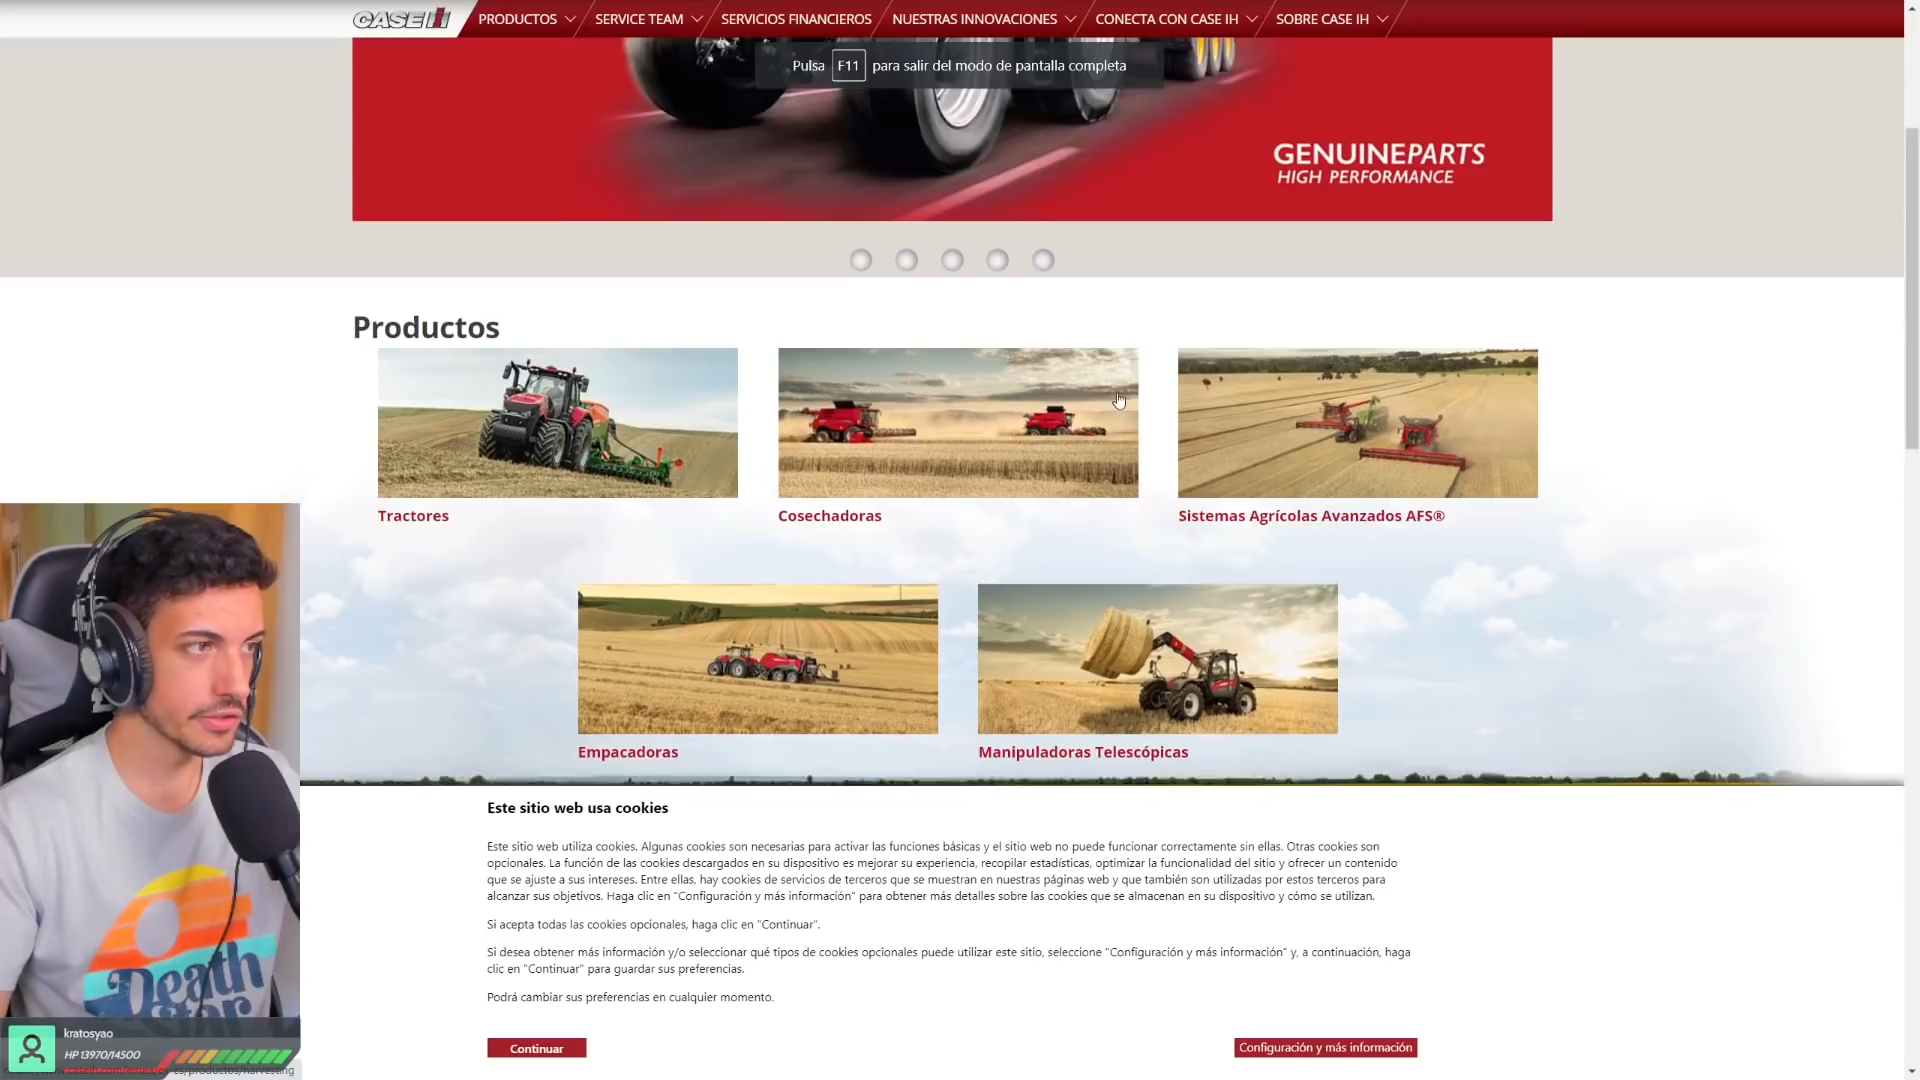 CASE IH
PRODUCTOS
SERVICE TEAM
SERVICIOS FINANCIEROS
NUESTRAS INNOVACIONES
CONECTA CON CASE IH
SOBRE CASE IH
Pulsa F11 para salir del modo de pantalla completa
GENUINEPARTS
HIGH PERFORMANCE
Productos
Tractores
Cosechadoras
Sistemas Agrícolas Avanzados AFS®
Empacadoras
Manipuladoras Telescópicas
Este sitio web usa cookies
Este sitio web utiliza cookies. Algunas cookies son necesarias para activar las funciones básicas y el sitio web no puede funcionar correctamente sin ellas. Otras cookies son
opcionales. La función de las cookies descargados en su dispositivo es mejorar su experiencia, recopilar estadísticas, optimizar la funcionalidad del sitio y ofrecer un contenido
que se ajuste a sus intereses. Entre ellas, hay cookies de servicios de terceros que se muestran en nuestras páginas web y que también son utilizadas por estos terceros para
alcanzar sus objetivos. Haga clic en "Configuración y más información" para obtener más detalles sobre las cookies que se almacenan en su dispositivo y cómo se utilizan.
Si acepta todas las cookies opcionales, haga clic en "Continuar".
Si desea obtener más información y/o seleccionar qué tipos de cookies opcionales puede utilizar este sitio, seleccione "Configuración y más información" y, a continuación, haga
clic en "Continuar" para guardar sus preferencias.
Podrá cambiar sus preferencias en cualquier momento.
Continuar
Configuración y más información
Death
Star
kratosyao
HP 13970/14500